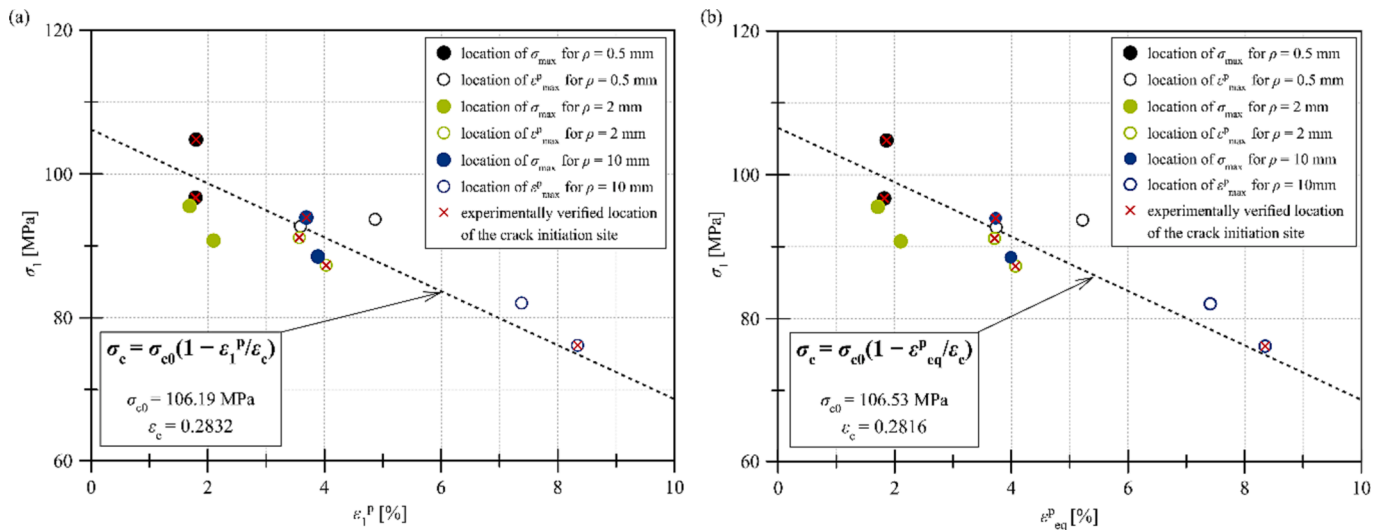 (a)
120
100
80
60
σ₁ [MPa]
0
2
4
6
8
10
ε₁ᵖ [%]
location of σmax for ρ = 0.5 mm
location of εᵖmax for ρ = 0.5 mm
location of σmax for ρ = 2 mm
location of εᵖmax for ρ = 2 mm
location of σmax for ρ = 10 mm
location of εᵖmax for ρ = 10 mm
experimentally verified location
of the crack initiation site
σc = σc0(1 − ε₁ᵖ/εc)
σc0 = 106.19 MPa
εc = 0.2832
(b)
120
100
80
60
σ₁ [MPa]
0
2
4
6
8
10
εᵖeq [%]
location of σmax for ρ = 0.5 mm
location of εᵖmax for ρ = 0.5 mm
location of σmax for ρ = 2 mm
location of εᵖmax for ρ = 2 mm
location of σmax for ρ = 10 mm
location of εᵖmax for ρ = 10mm
experimentally verified location
of the crack initiation site
σc = σc0(1 − εᵖeq/εc)
σc0 = 106.53 MPa
εc = 0.2816